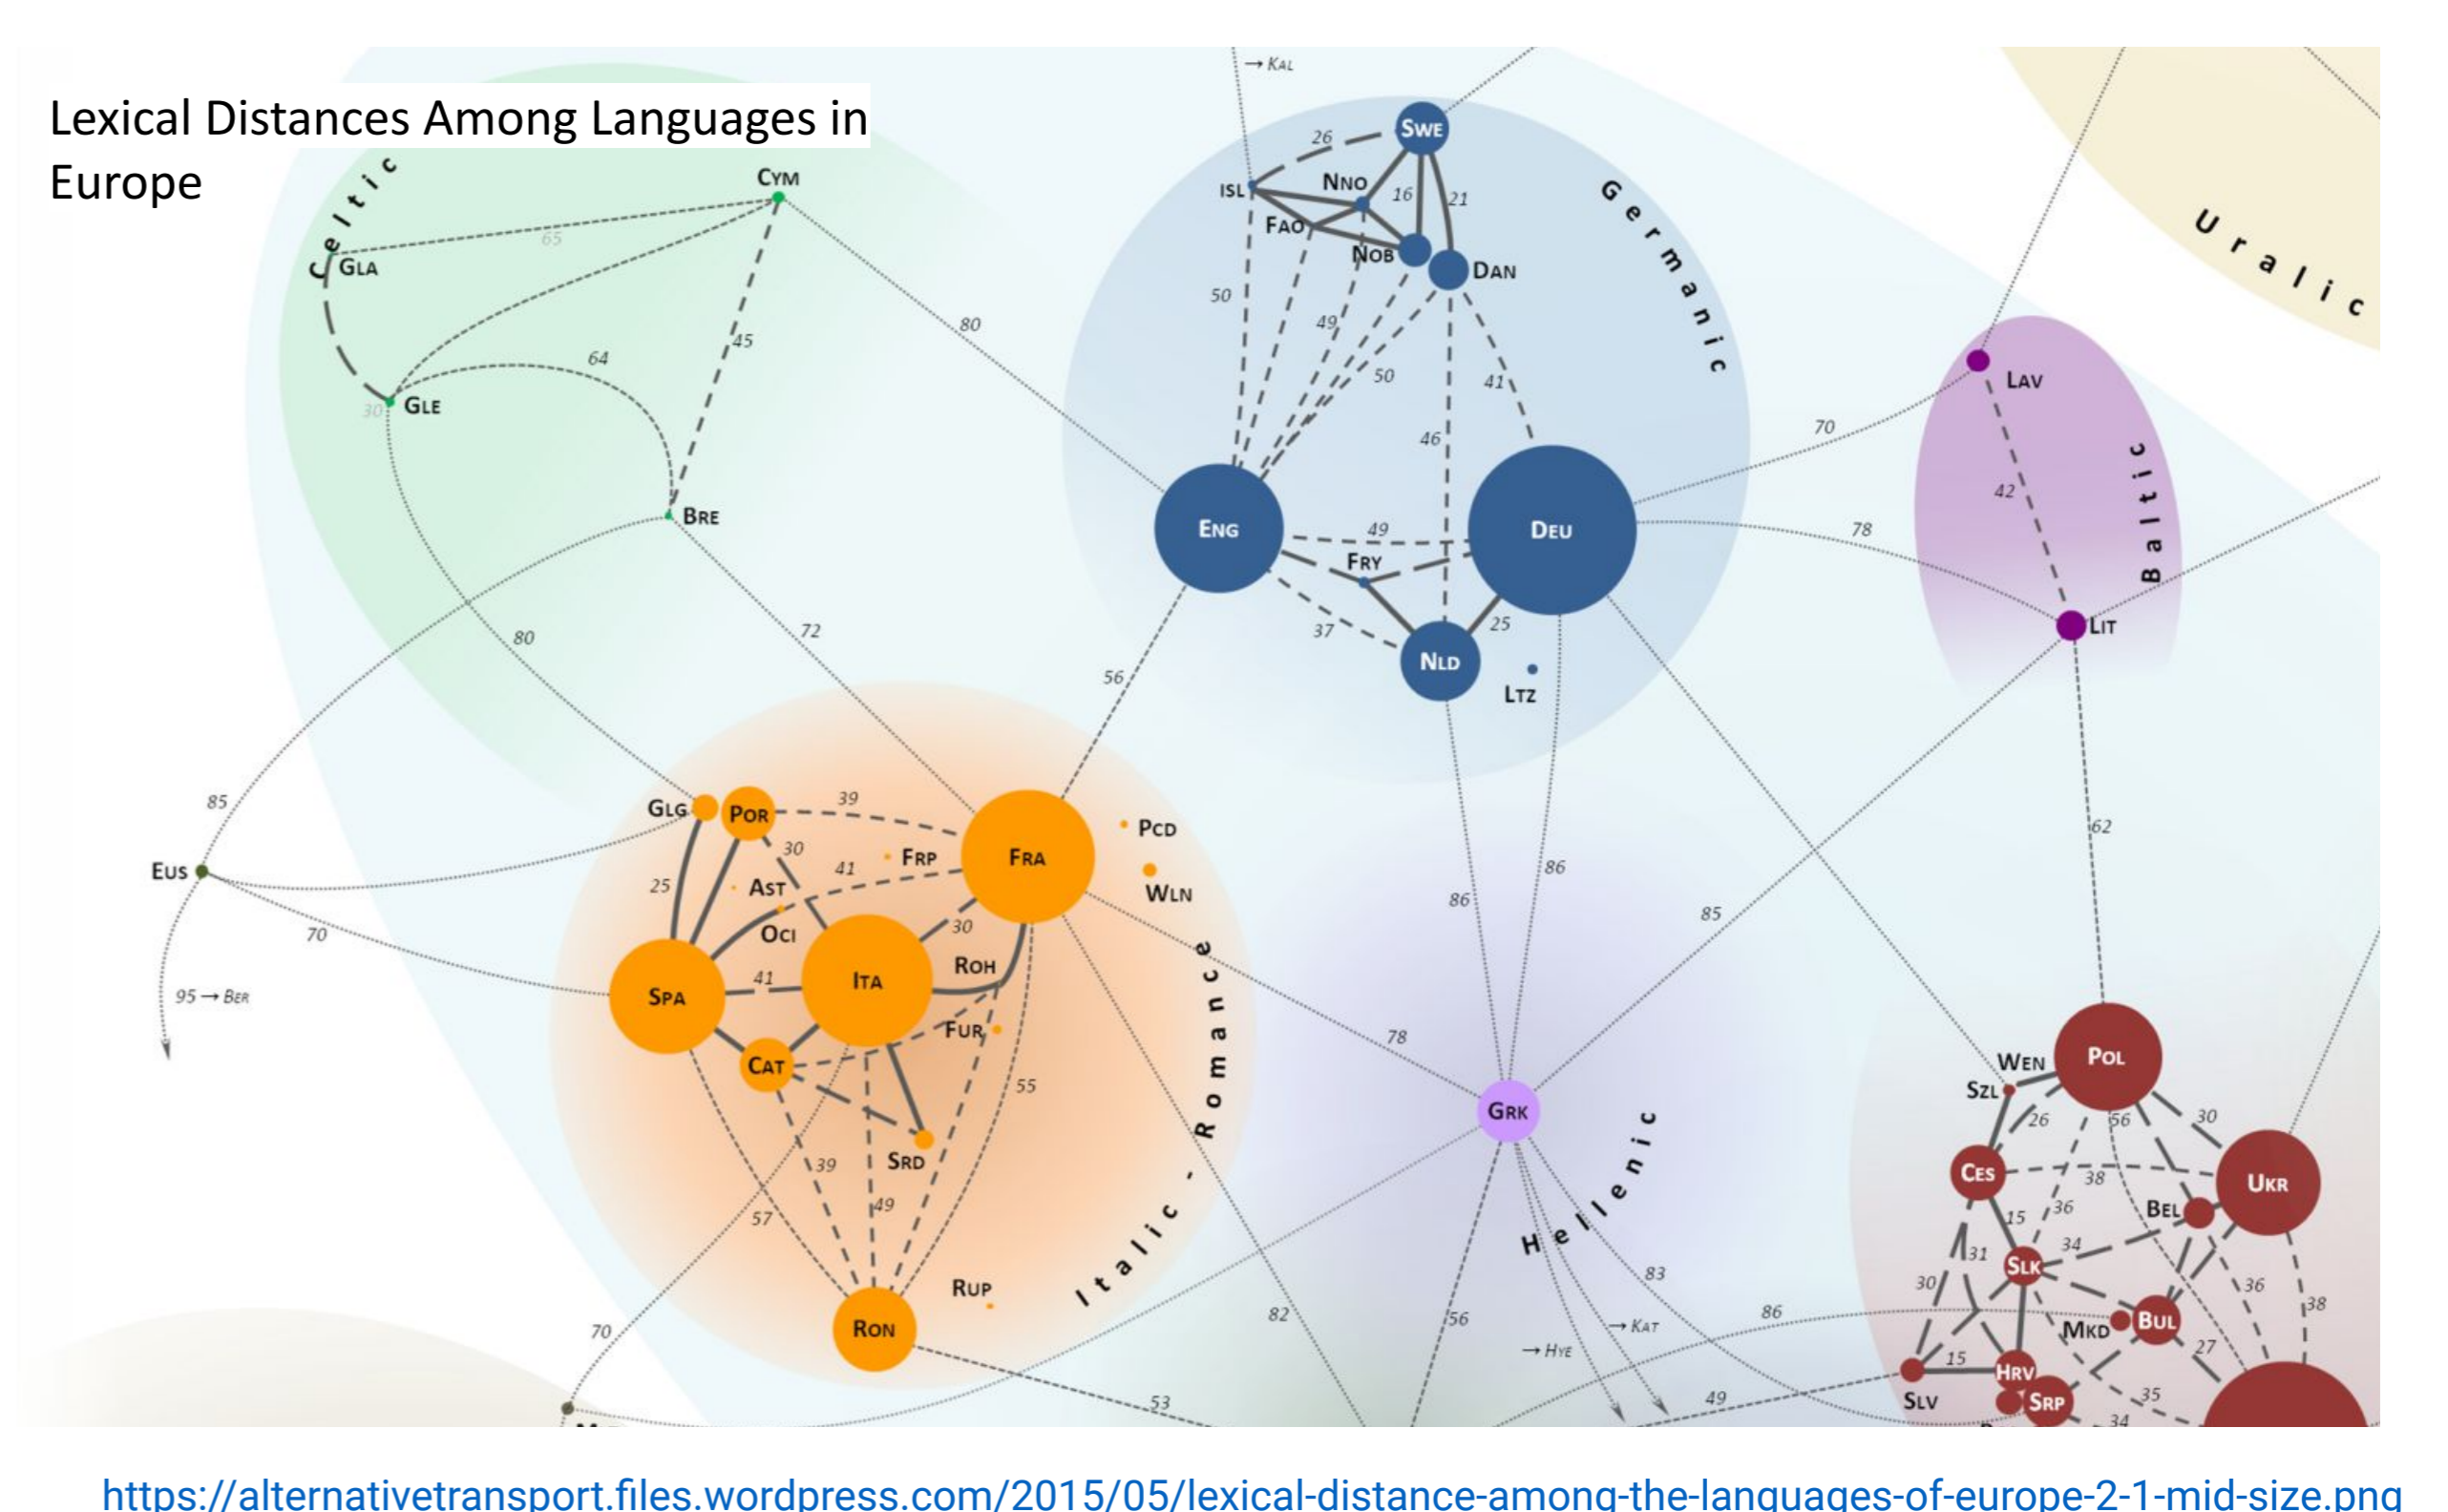 Lexical Distances Among Languages in
Europe
→ KAL
Celtic
CYM
65
GLA
30
GLE
64
45
BRE
80
80
72
85
EUS
70
95 → BER
Germanic
SWE
26
ISL
NNO
16
21
FAO
NOB
DAN
50
49
50
46
41
ENG
49
DEU
FRY
37
25
NLD
LTZ
56
Uralic
LAV
70
42
Baltic
78
LIT
62
85
86
86
GLG
POR
39
30
FRP
FRA
PCD
WLN
41
25
AST
OCI
30
SPA
41
ITA
ROH
FUR
CAT
55
SRD
39
49
57
RUP
RON
Italic - Romance
70
53
82
78
GRK
Hellenic
83
56
→ KAT
→ HYE
86
49
WEN
POL
SZL
26
56
30
CES
38
UKR
15
36
BEL
31
34
SLK
30
36
38
MKD
BUL
27
15
HRV
SLV
SRP
35
34
https://alternativetransport.files.wordpress.com/2015/05/lexical-distance-among-the-languages-of-europe-2-1-mid-size.png